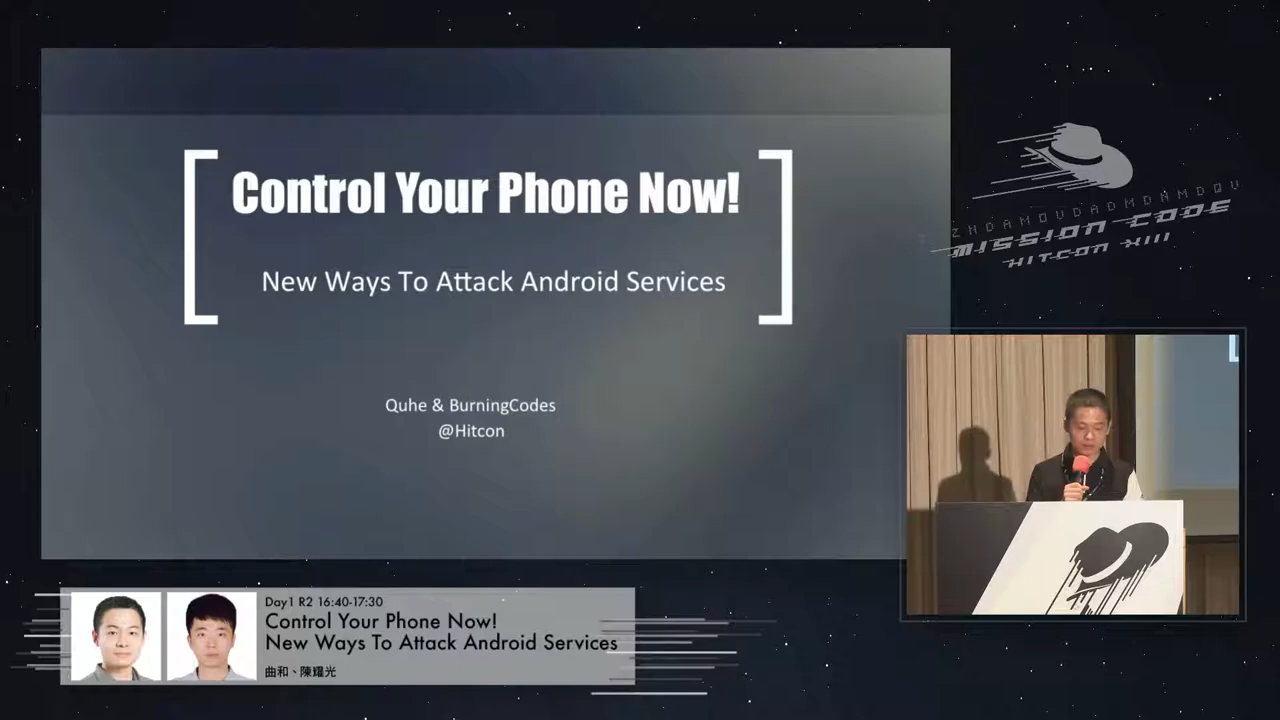 Control Your Phone Now!
New Ways To Attack Android Services
Quhe & BurningCodes
@Hitcon
ZNDAMOVDADMDNMDQV
MISSION CODE
HITCON XIII
Day1 R2 16:40-17:30
Control Your Phone Now!
New Ways To Attack Android Services
曲和、陳耀光